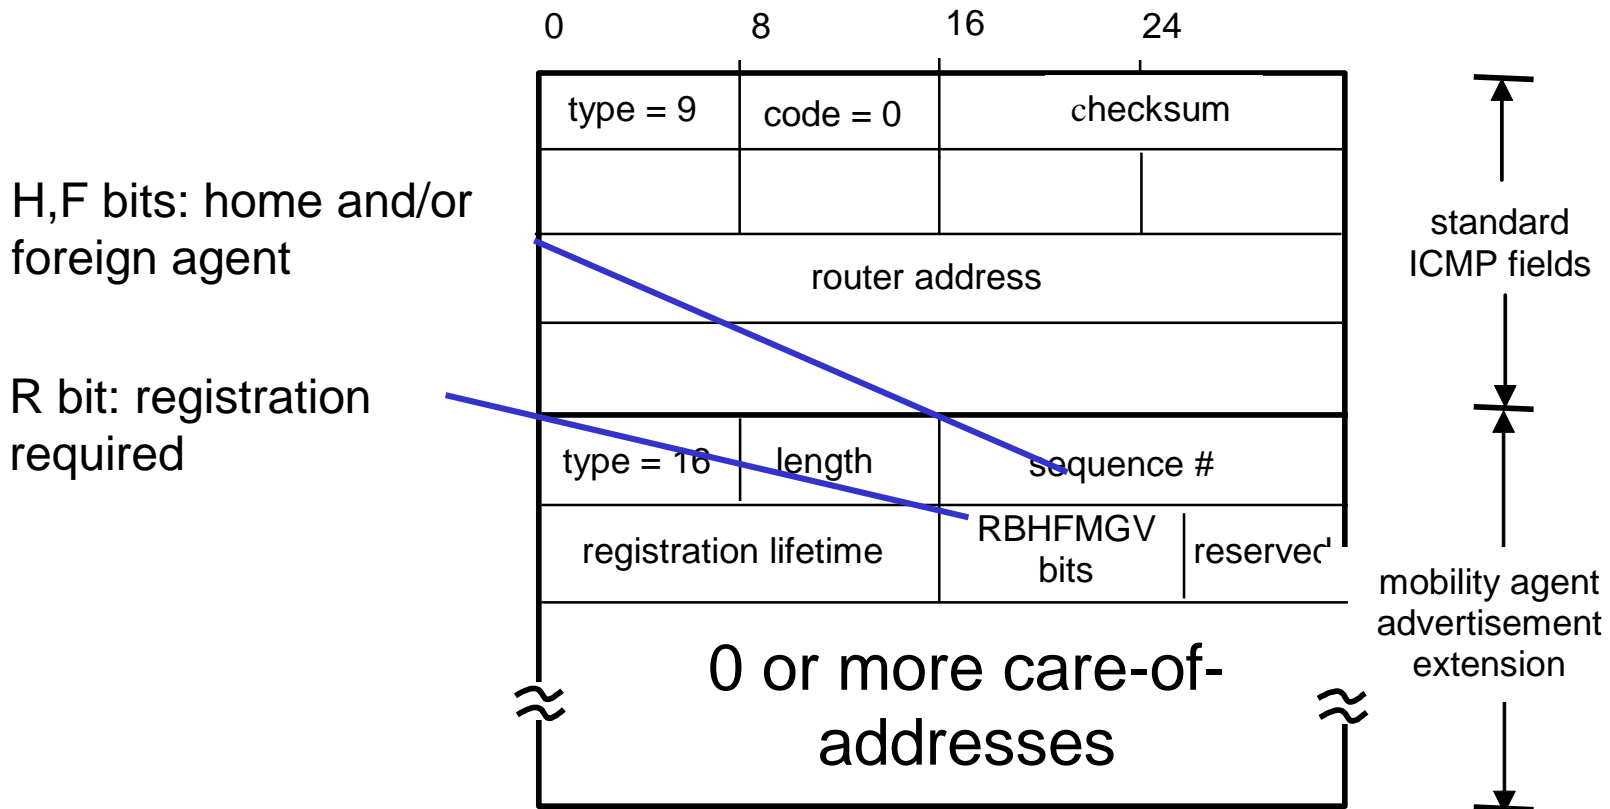 0 8 16 24
type = 9 code = 0 checksum
H,F bits: home and/or
foreign agent
standard
ICMP fields
router address
R bit: registration
required
type = 16 length sequence #
registration lifetime RBHFMGV
bits reserved
mobility agent
advertisement
extension
0 or more care-of-
addresses